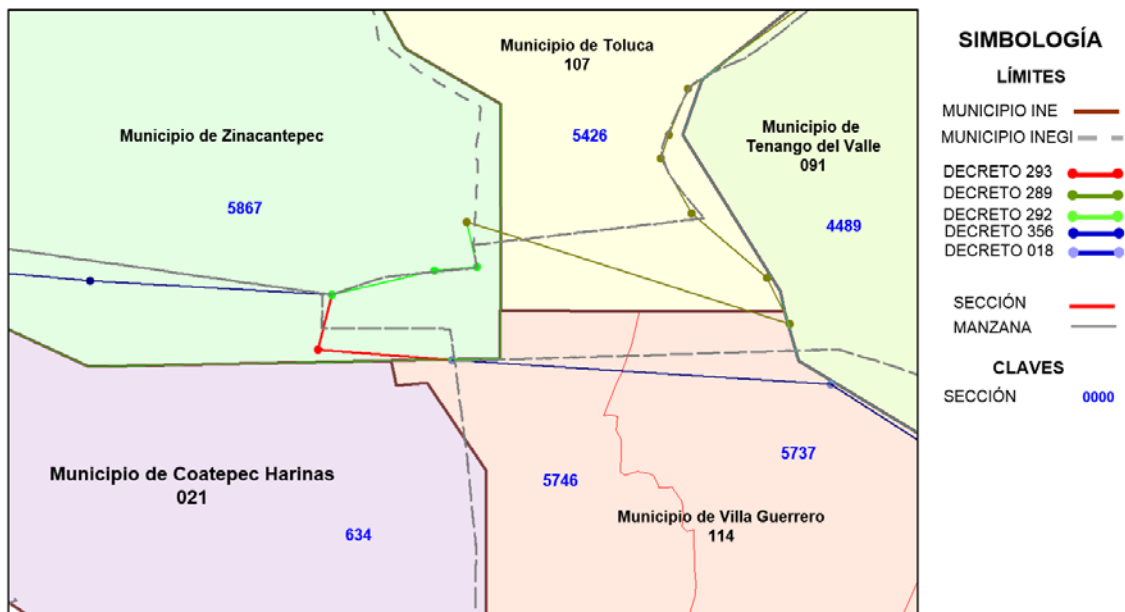 Municipio de Toluca
107
Municipio de Zinacantepec
5426
Municipio de
Tenango del Valle
091
5867
4489
Municipio de Coatepec Harinas
021
634
5746
5737
Municipio de Villa Guerrero
114
SIMBOLOGÍA
LÍMITES
MUNICIPIO INE
MUNICIPIO INEGI
DECRETO 293
DECRETO 289
DECRETO 292
DECRETO 356
DECRETO 018
SECCIÓN
MANZANA
CLAVES
SECCIÓN 0000